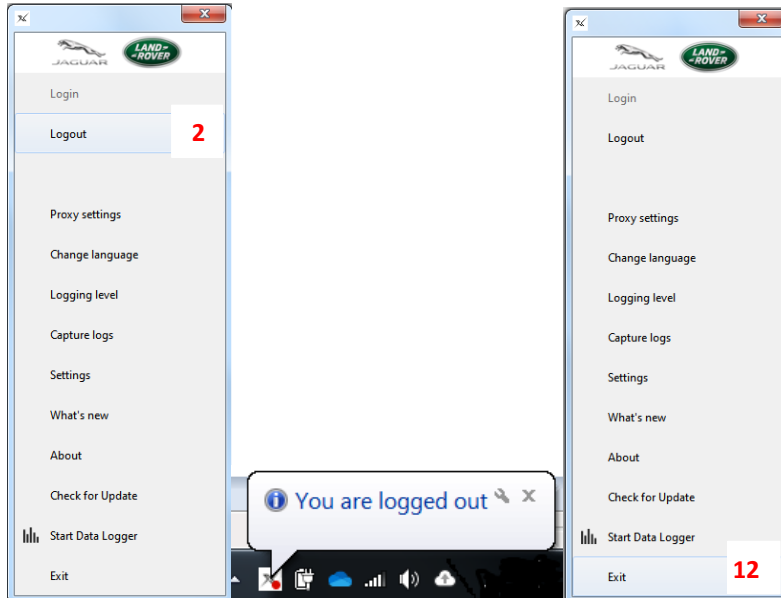 JAGUAR
LAND-
-ROVER
Login
Logout
2
Proxy settings
Change language
Logging level
Capture logs
Settings
What's new
About
Check for Update
Start Data Logger
Exit
You are logged out
JAGUAR
LAND-
-ROVER
Login
Logout
Proxy settings
Change language
Logging level
Capture logs
Settings
What's new
About
Check for Update
Start Data Logger
Exit
12